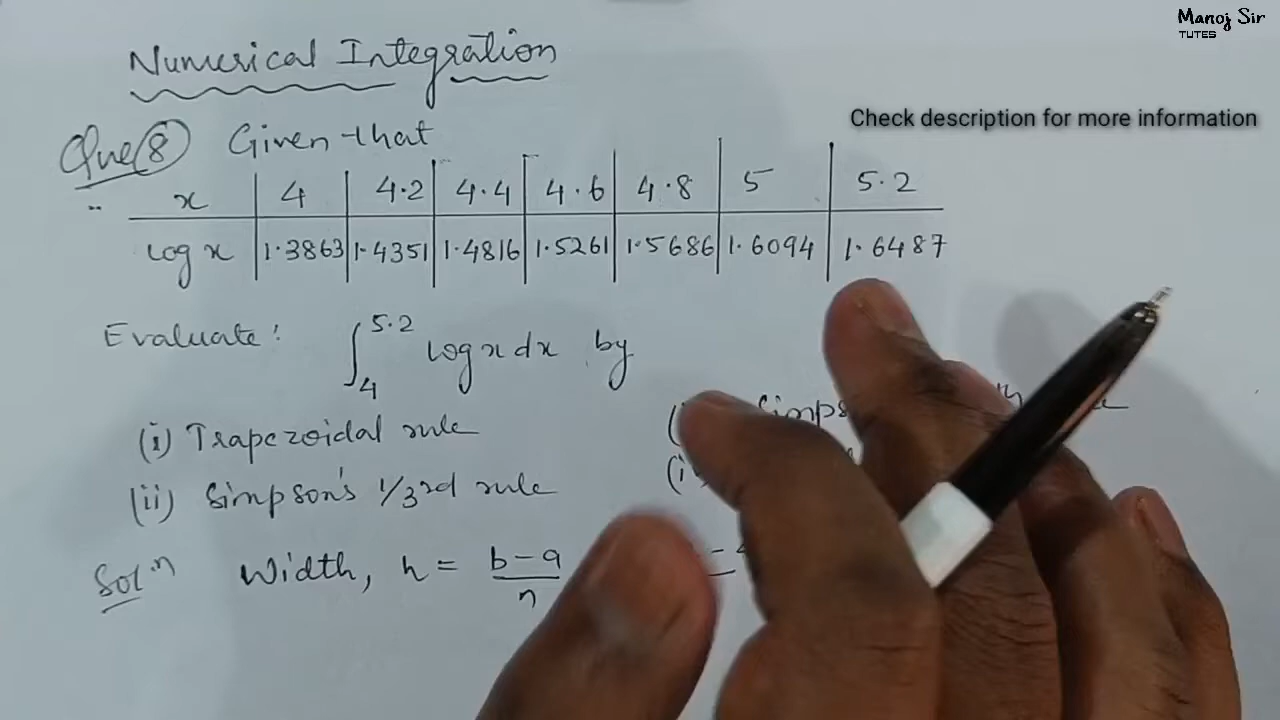 Manoj Sir
TUTES
Numerical Integration
Check description for more information
Que 8 Given that
x 4 4.2 4.4 4.6 4.8 5 5.2
log x 1.3863 1.4351 1.4816 1.5261 1.5686 1.6094 1.6487
Evaluate: ∫₄^5.2 log x dx by
(i) Trapezoidal rule
(ii) Simpson's 1/3rd rule
Solⁿ Width, h = b-a/n